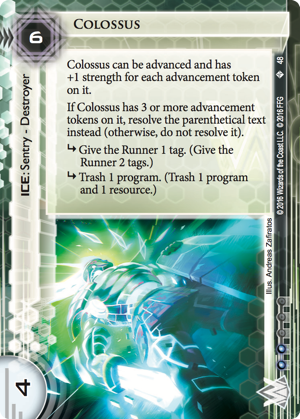 Colossus
6
Colossus can be advanced and has
+1 strength for each advancement token
on it.
If Colossus has 3 or more advancement
tokens on it, resolve the parenthetical text
instead (otherwise, do not resolve it).
↳ Give the Runner 1 tag. (Give the
Runner 2 tags.)
↳ Trash 1 program. (Trash 1 program
and 1 resource.)
ICE: Sentry - Destroyer
48
© 2016 Wizards of the Coast LLC. © 2016 FFG
Illus. Andreas Zafiratos
4